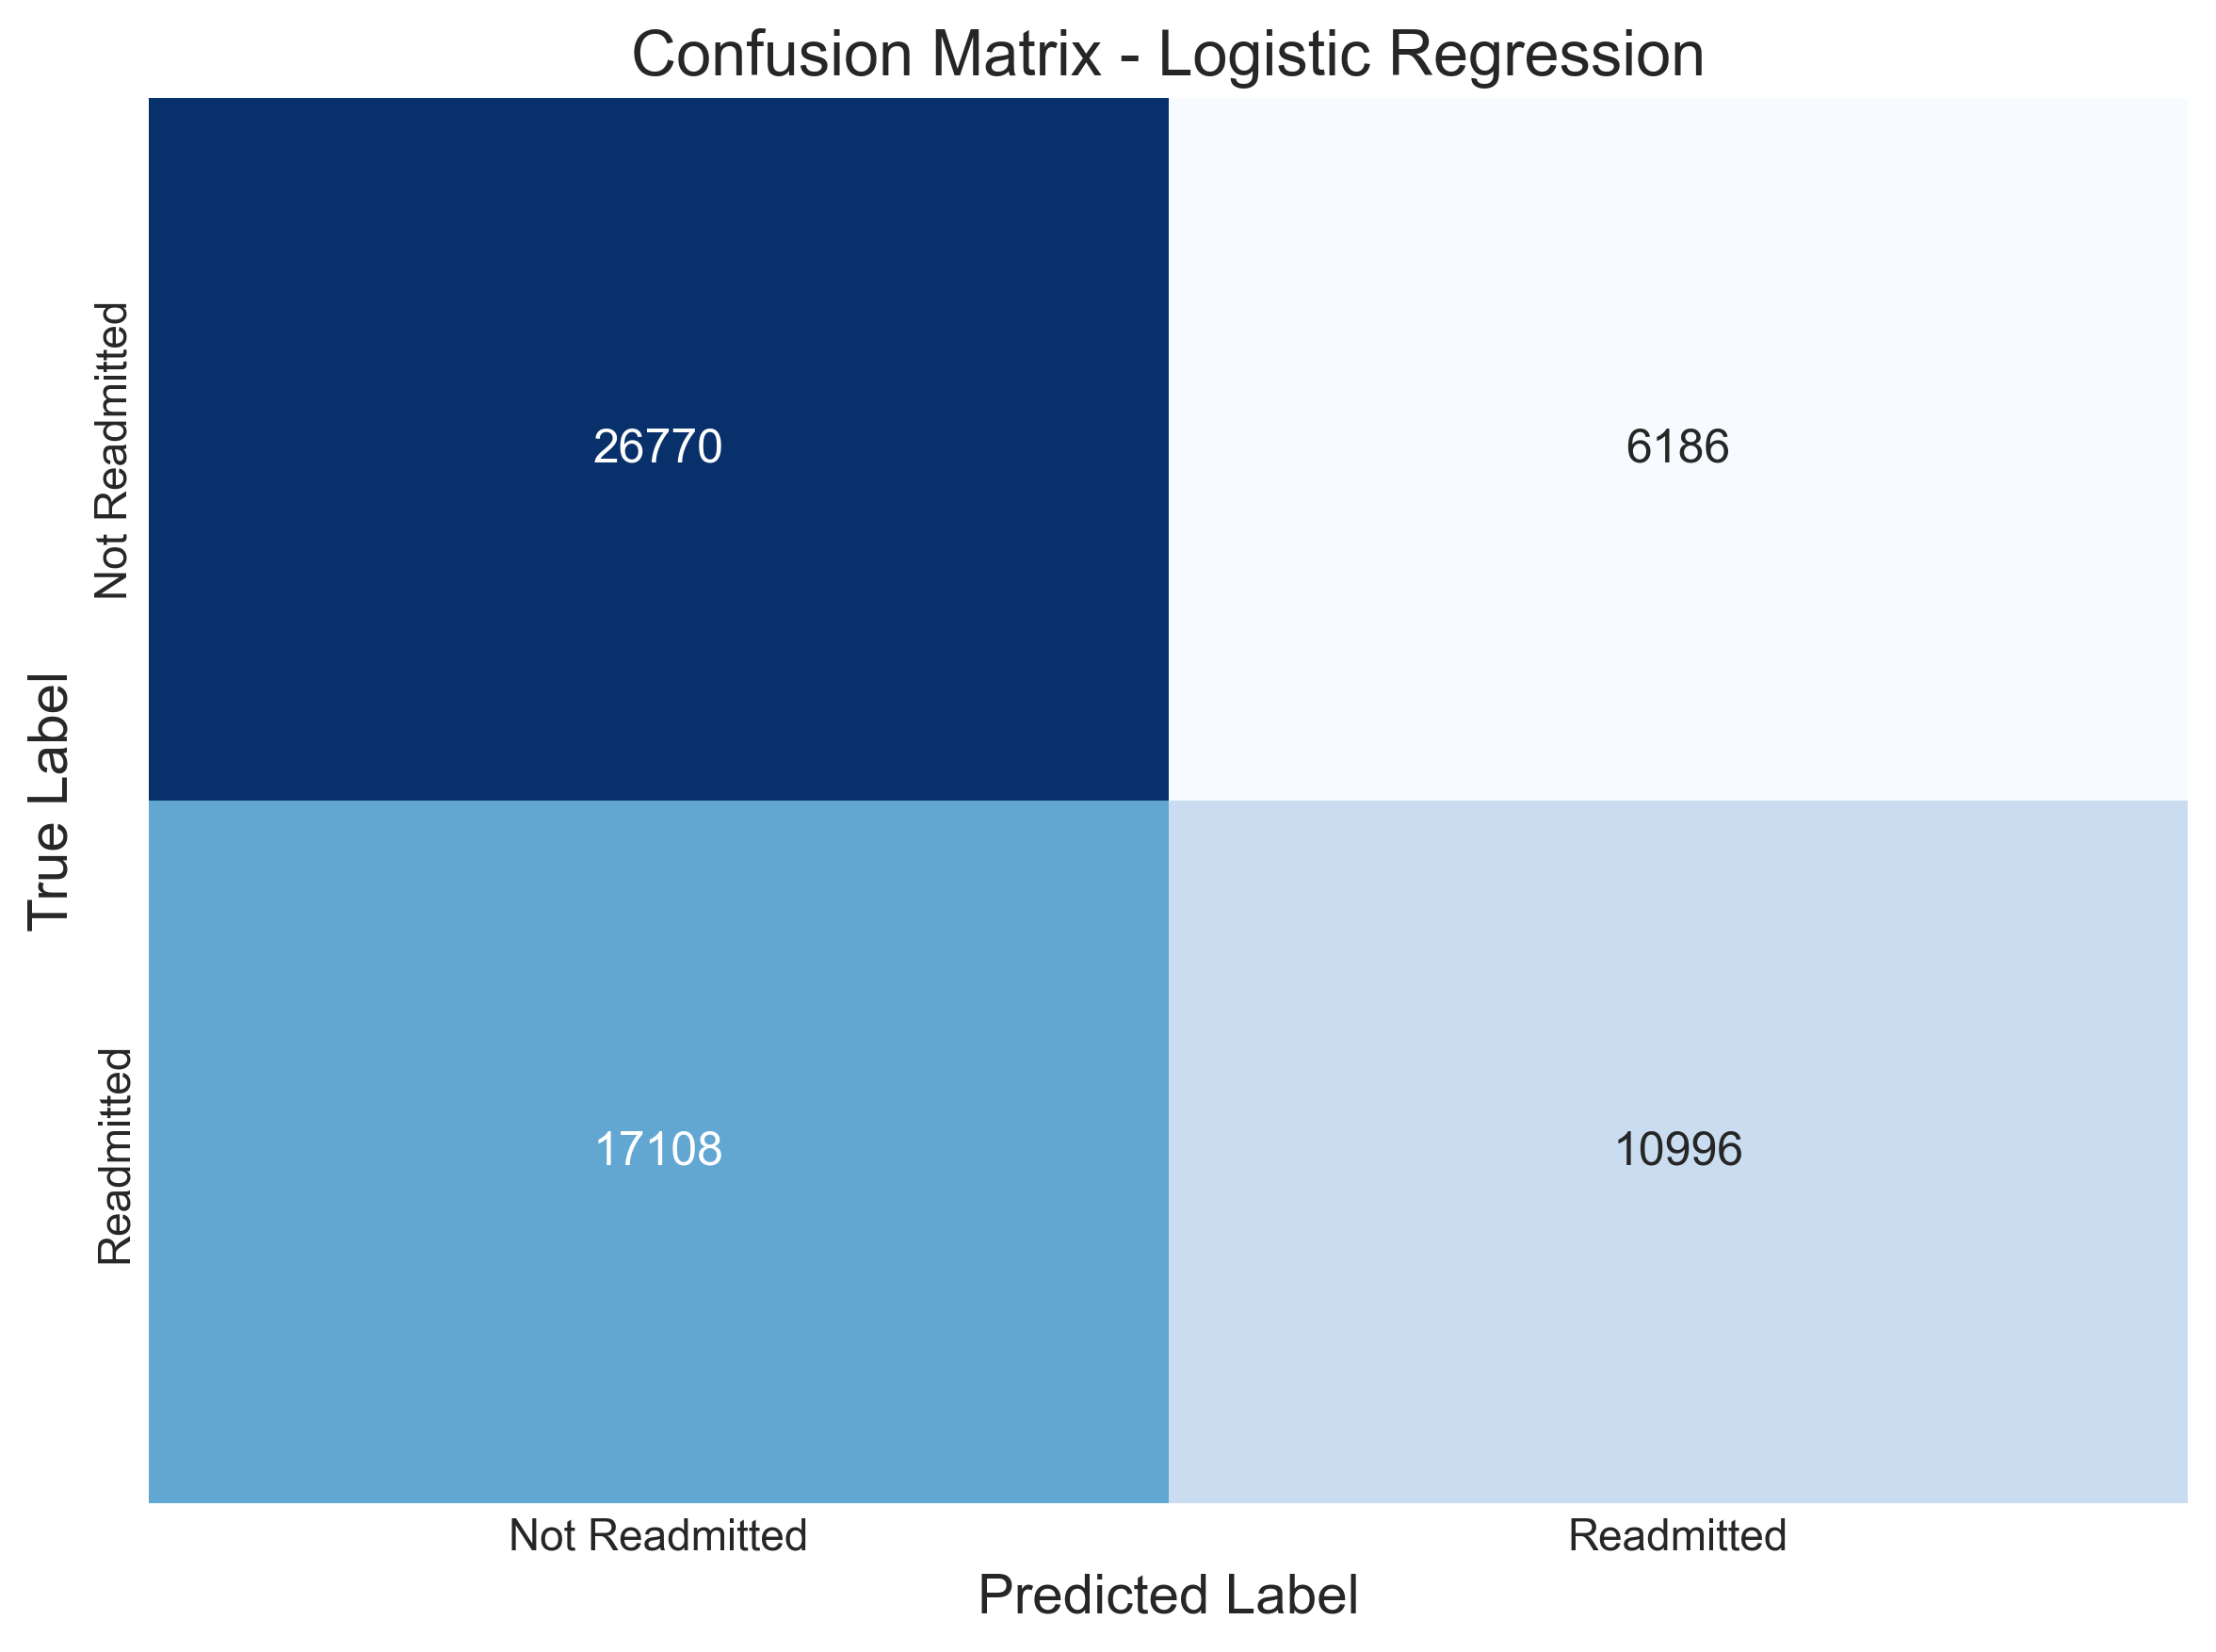 Confusion Matrix - Logistic Regression
True Label
Not Readmitted
26770
6186
Readmitted
17108
10996
Not Readmitted
Readmitted
Predicted Label